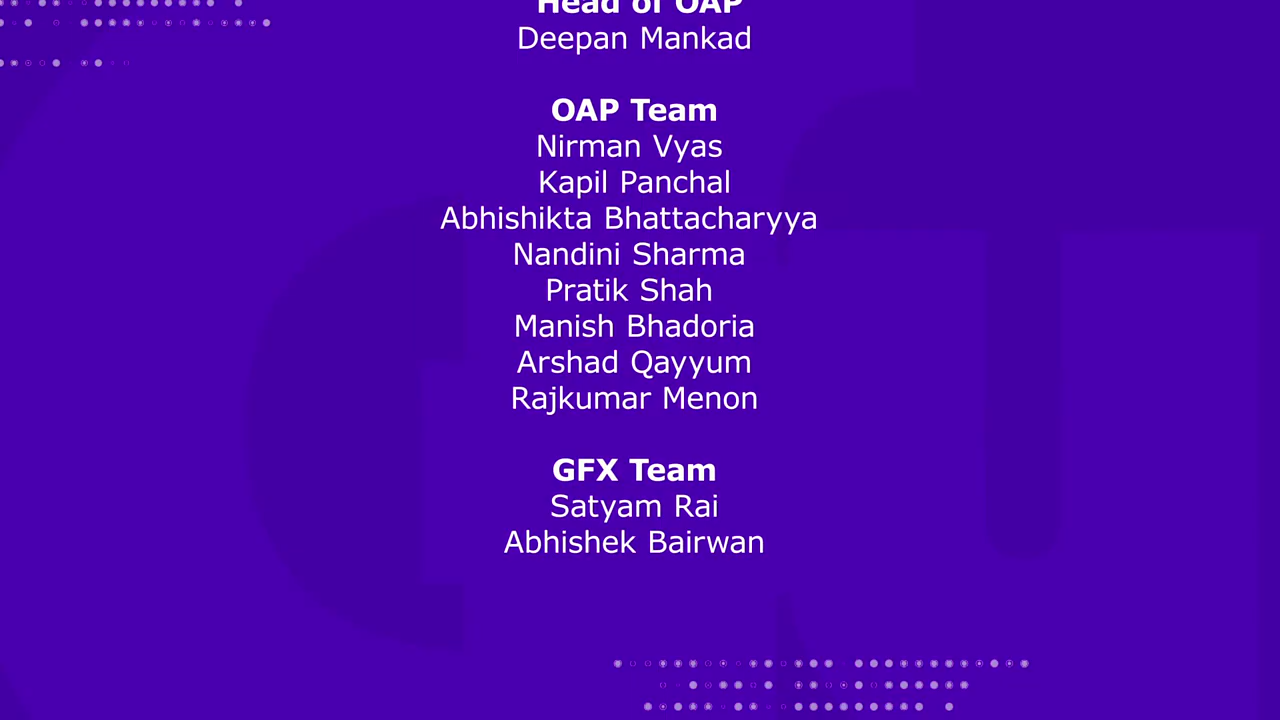 Head of OAP
Deepan Mankad
OAP Team
Nirman Vyas
Kapil Panchal
Abhishikta Bhattacharyya
Nandini Sharma
Pratik Shah
Manish Bhadoria
Arshad Qayyum
Rajkumar Menon
GFX Team
Satyam Rai
Abhishek Bairwan